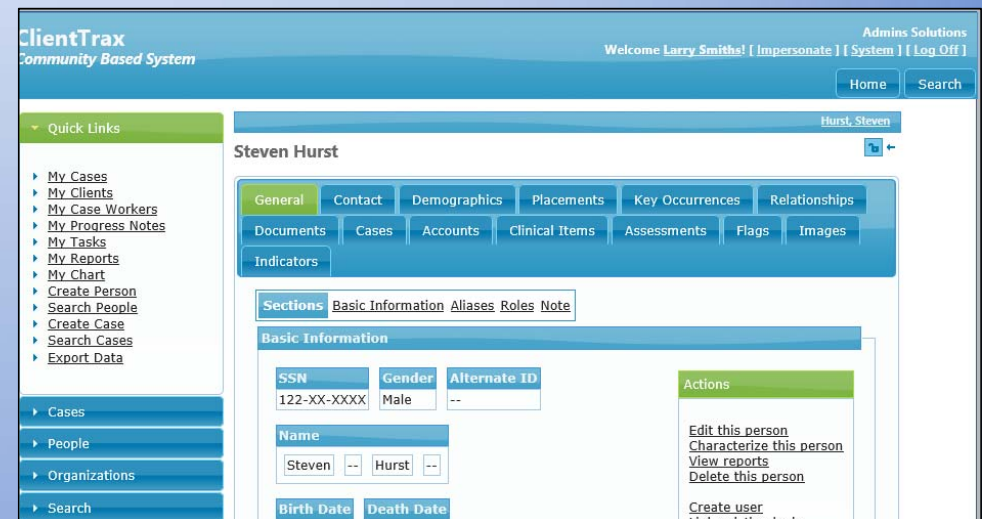 ClientTrax
Community Based System
Admins Solutions
Welcome Larry Smiths! [ Impersonate ] [ System ] [ Log Off ]
Home Search
Quick Links
My Cases
My Clients
My Case Workers
My Progress Notes
My Tasks
My Reports
My Chart
Create Person
Search People
Create Case
Search Cases
Export Data
Cases
People
Organizations
Search
Hurst, Steven
Steven Hurst
General Contact Demographics Placements Key Occurrences Relationships
Documents Cases Accounts Clinical Items Assessments Flags Images
Indicators
Sections Basic Information Aliases Roles Note
Basic Information
SSN Gender Alternate ID
122-XX-XXXX Male --
Name
Steven -- Hurst --
Birth Date Death Date
Actions
Edit this person
Characterize this person
View reports
Delete this person
Create user